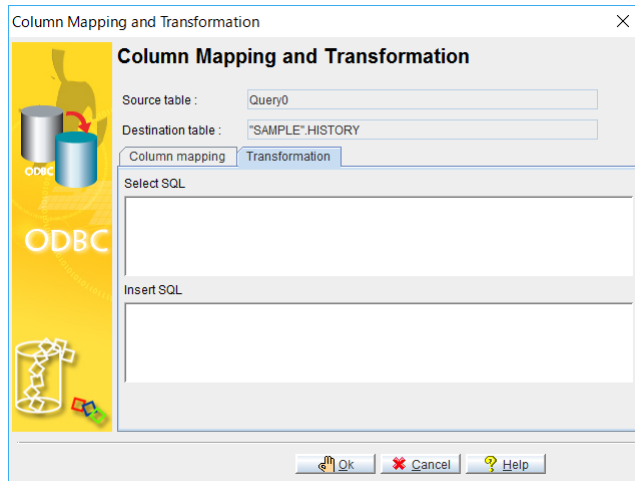 Column Mapping and Transformation
Column Mapping and Transformation
Source table : Query0
Destination table : "SAMPLE".HISTORY
Column mapping Transformation
Select SQL
ODBC
ODBC
Insert SQL
Ok Cancel Help